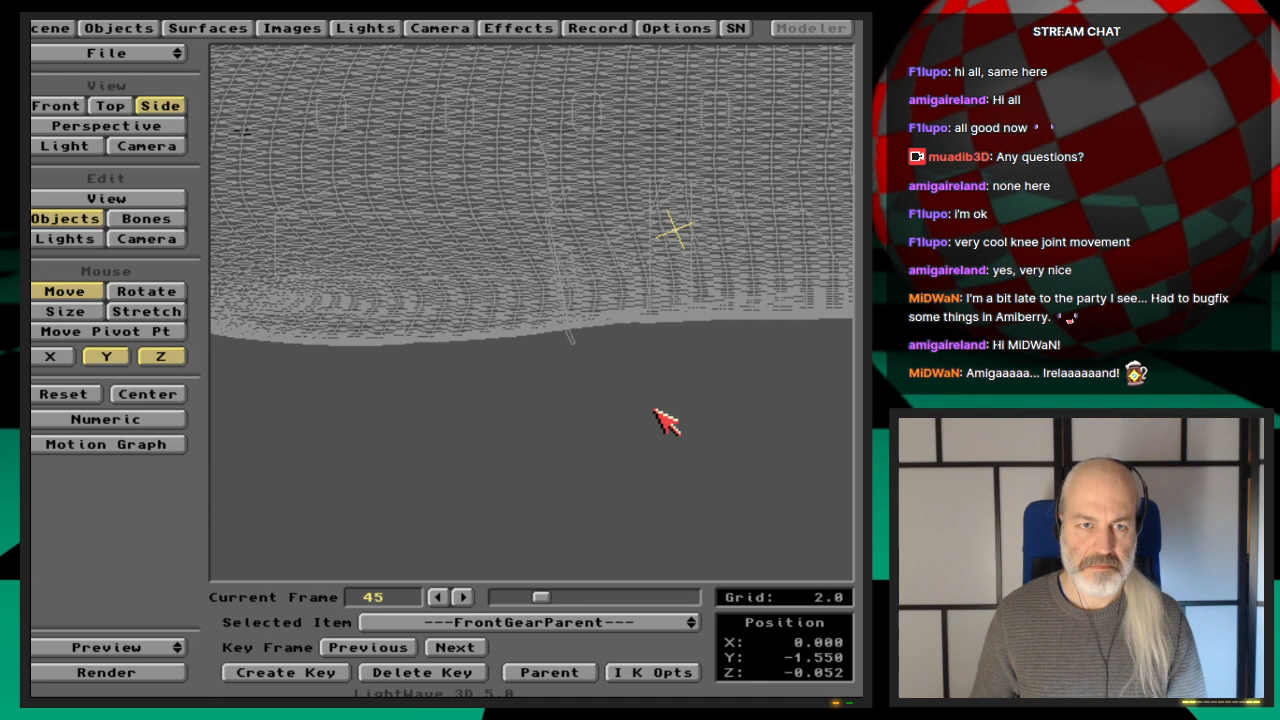 cene Objects Surfaces Images Lights Camera Effects Record Options SN Modeler
File
View
Front Top Side
Perspective
Light Camera
Edit
View
Objects Bones
Lights Camera
Mouse
Move Rotate
Size Stretch
Move Pivot Pt
X Y Z
Reset Center
Numeric
Motion Graph
Preview
Render
Current Frame 45
Selected Item ---FrontGearParent---
Key Frame Previous Next
Create Key Delete Key Parent I K Opts
LightWave 3D 5.0
Grid: 2.0
Position
X: 0.000
Y: -1.550
Z: -0.052
STREAM CHAT
F1lupo: hi all, same here
amigaireland: Hi all
F1lupo: all good now
muadib3D: Any questions?
amigaireland: none here
F1lupo: i'm ok
F1lupo: very cool knee joint movement
amigaireland: yes, very nice
MiDWaN: I'm a bit late to the party I see... Had to bugfix
some things in Amiberry.
amigaireland: Hi MiDWaN!
MiDWaN: Amigaaaaa... Irelaaaaaand!